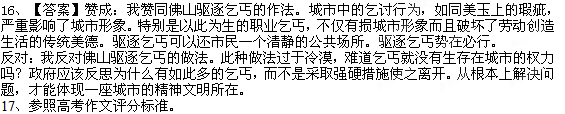 16、【答案】赞成：我赞同佛山驱逐乞丐的作法。城市中的乞讨行为，如同美玉上的瑕疵，
严重影响了城市形象。特别是以此为生的职业乞丐，不仅有损城市形象而且破坏了劳动创造
生活的传统美德。驱逐乞丐可以还市民一个清静的公共场所。驱逐乞丐势在必行．
反对：我反对佛山驱逐乞丐的做法。此种做法过于冷漠，难道乞丐就没有生存在城市的权力
吗？政府应该反思为什么有如此多的乞丐，而不是采取强硬措施使之离开。从根本上解决问
题，才能体现一座城市的精神文明所在。
17、参照高考作文评分标准。